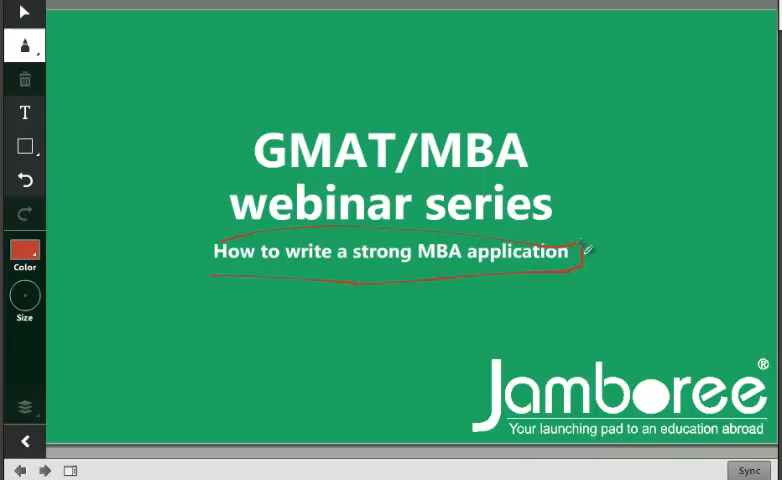 GMAT/MBA
webinar series
How to write a strong MBA application
T
Color
Size
Jamboree®
Your launching pad to an education abroad
Sync